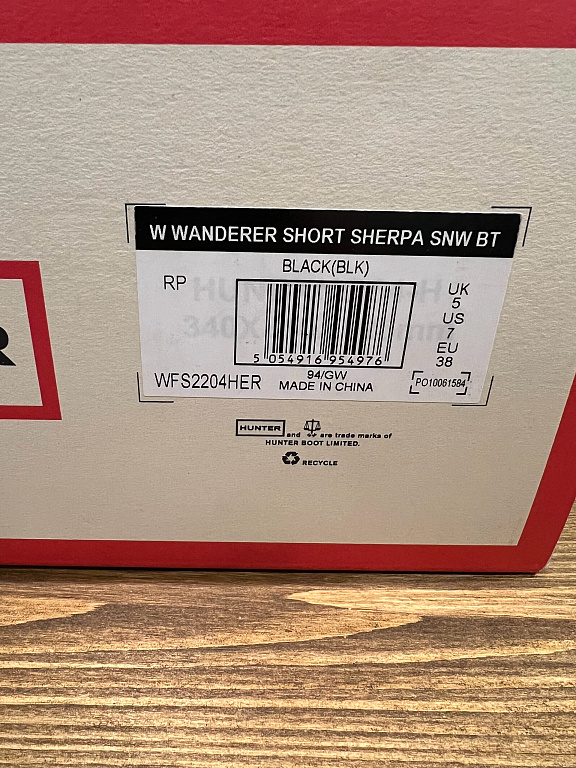 W WANDERER SHORT SHERPA SNW BT
BLACK(BLK)
RP
UK
5
US
7
EU
38
5 054916 954976
94/GW
WFS2204HER
MADE IN CHINA
PO10061584
R
HUNTER and are trade marks of
HUNTER BOOT LIMITED.
RECYCLE